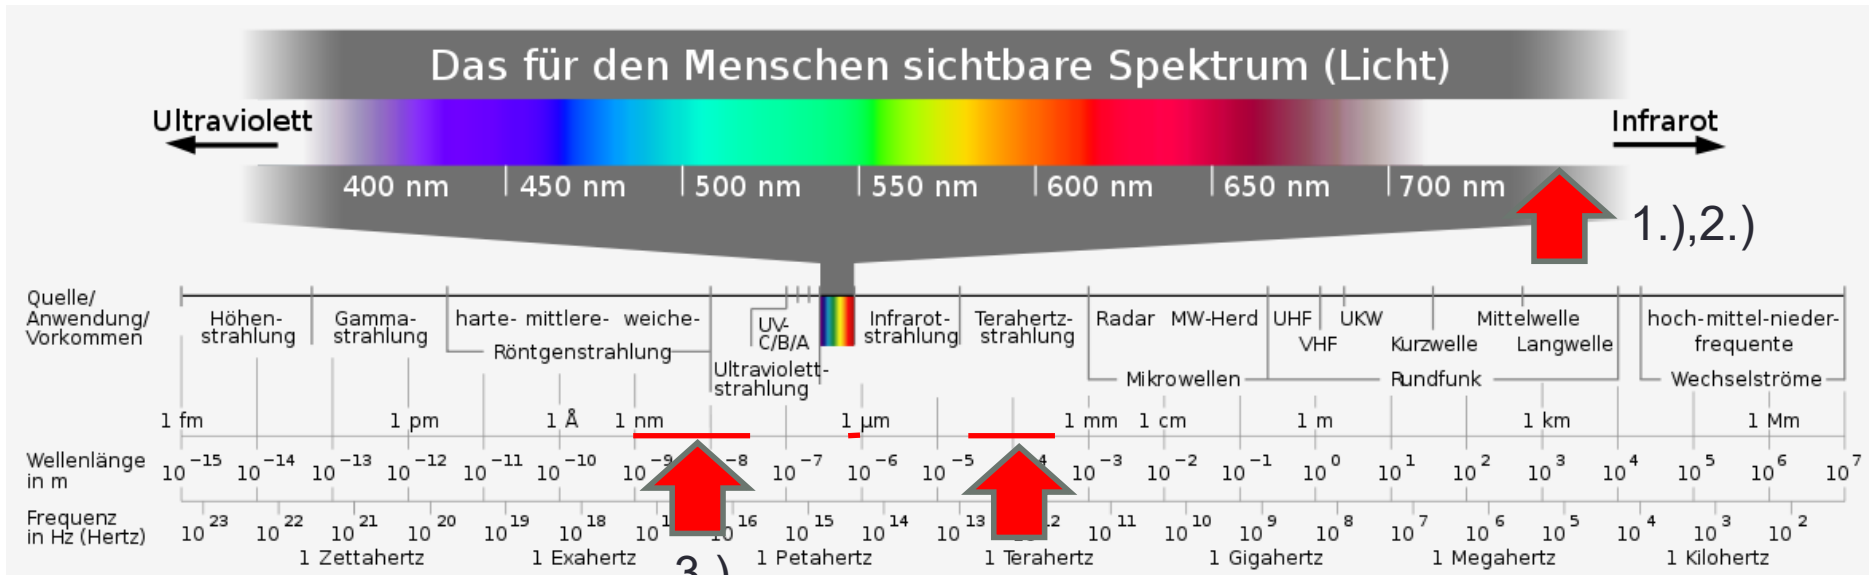 Das für den Menschen sichtbare Spektrum (Licht)
Ultraviolett
Infrarot
400 nm 450 nm 500 nm 550 nm 600 nm 650 nm 700 nm
1.),2.)
Quelle/
Anwendung/
Vorkommen
Höhen-
strahlung
Gamma-
strahlung
harte- mittlere- weiche-
Röntgenstrahlung
UV-
C/B/A
Ultraviolett-
strahlung
Infrarot-
strahlung
Terahertz-
strahlung
Radar MW-Herd
Mikrowellen
UHF UKW Mittelwelle
VHF Kurzwelle Langwelle
Rundfunk
hoch-mittel-nieder-
frequente
Wechselströme
1 fm 1 pm 1 Å 1 nm 1 µm 1 mm 1 cm 1 m 1 km 1 Mm
Wellenlänge
in m
10⁻¹⁵ 10⁻¹⁴ 10⁻¹³ 10⁻¹² 10⁻¹¹ 10⁻¹⁰ 10⁻⁹ ⁻⁸ 10⁻⁷ 10⁻⁶ 10⁻⁵ ⁴ 10⁻³ 10⁻² 10⁻¹ 10⁰ 10¹ 10² 10³ 10⁴ 10⁵ 10⁶ 10⁷
Frequenz
in Hz (Hertz)
10²³ 10²² 10²¹ 10²⁰ 10¹⁹ 10¹⁸ 10¹⁶ 10¹⁵ 10¹⁴ 10¹³ ¹² 10¹¹ 10¹⁰ 10⁹ 10⁸ 10⁷ 10⁶ 10⁵ 10⁴ 10³ 10²
1 Zettahertz 1 Exahertz 1 Petahertz 1 Terahertz 1 Gigahertz 1 Megahertz 1 Kilohertz
3.)